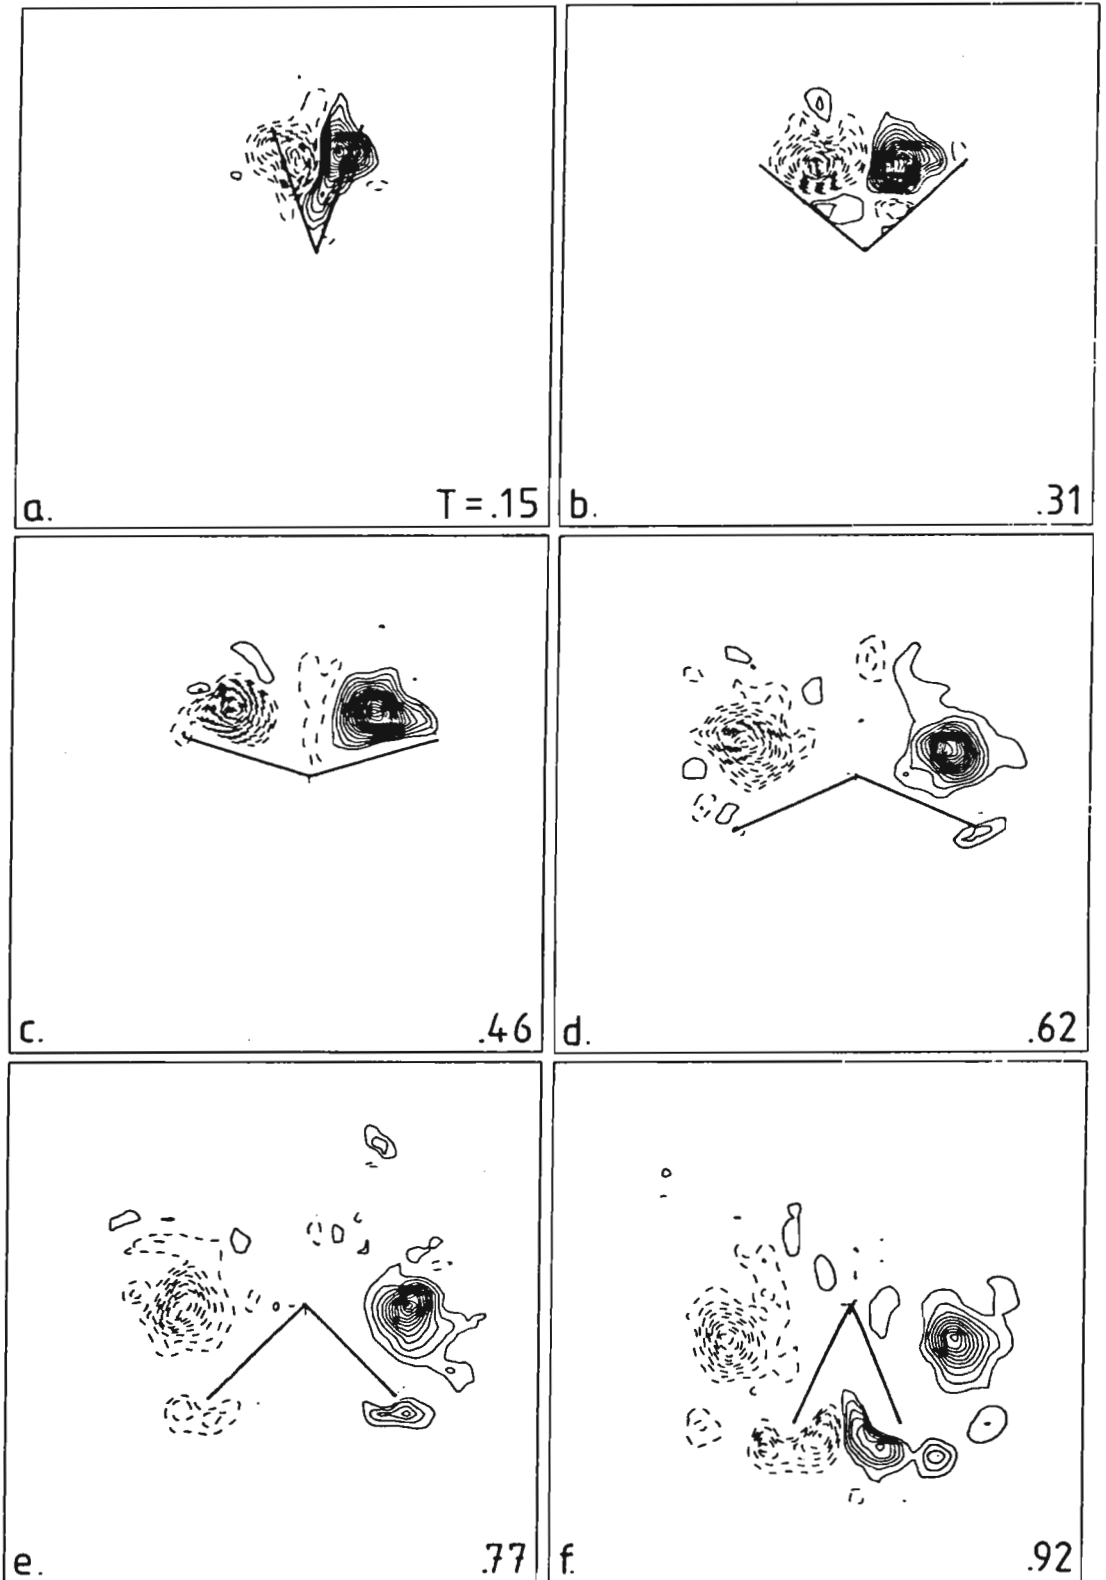 a. T = .15
b. .31
c. .46
d. .62
e. .77
f. .92